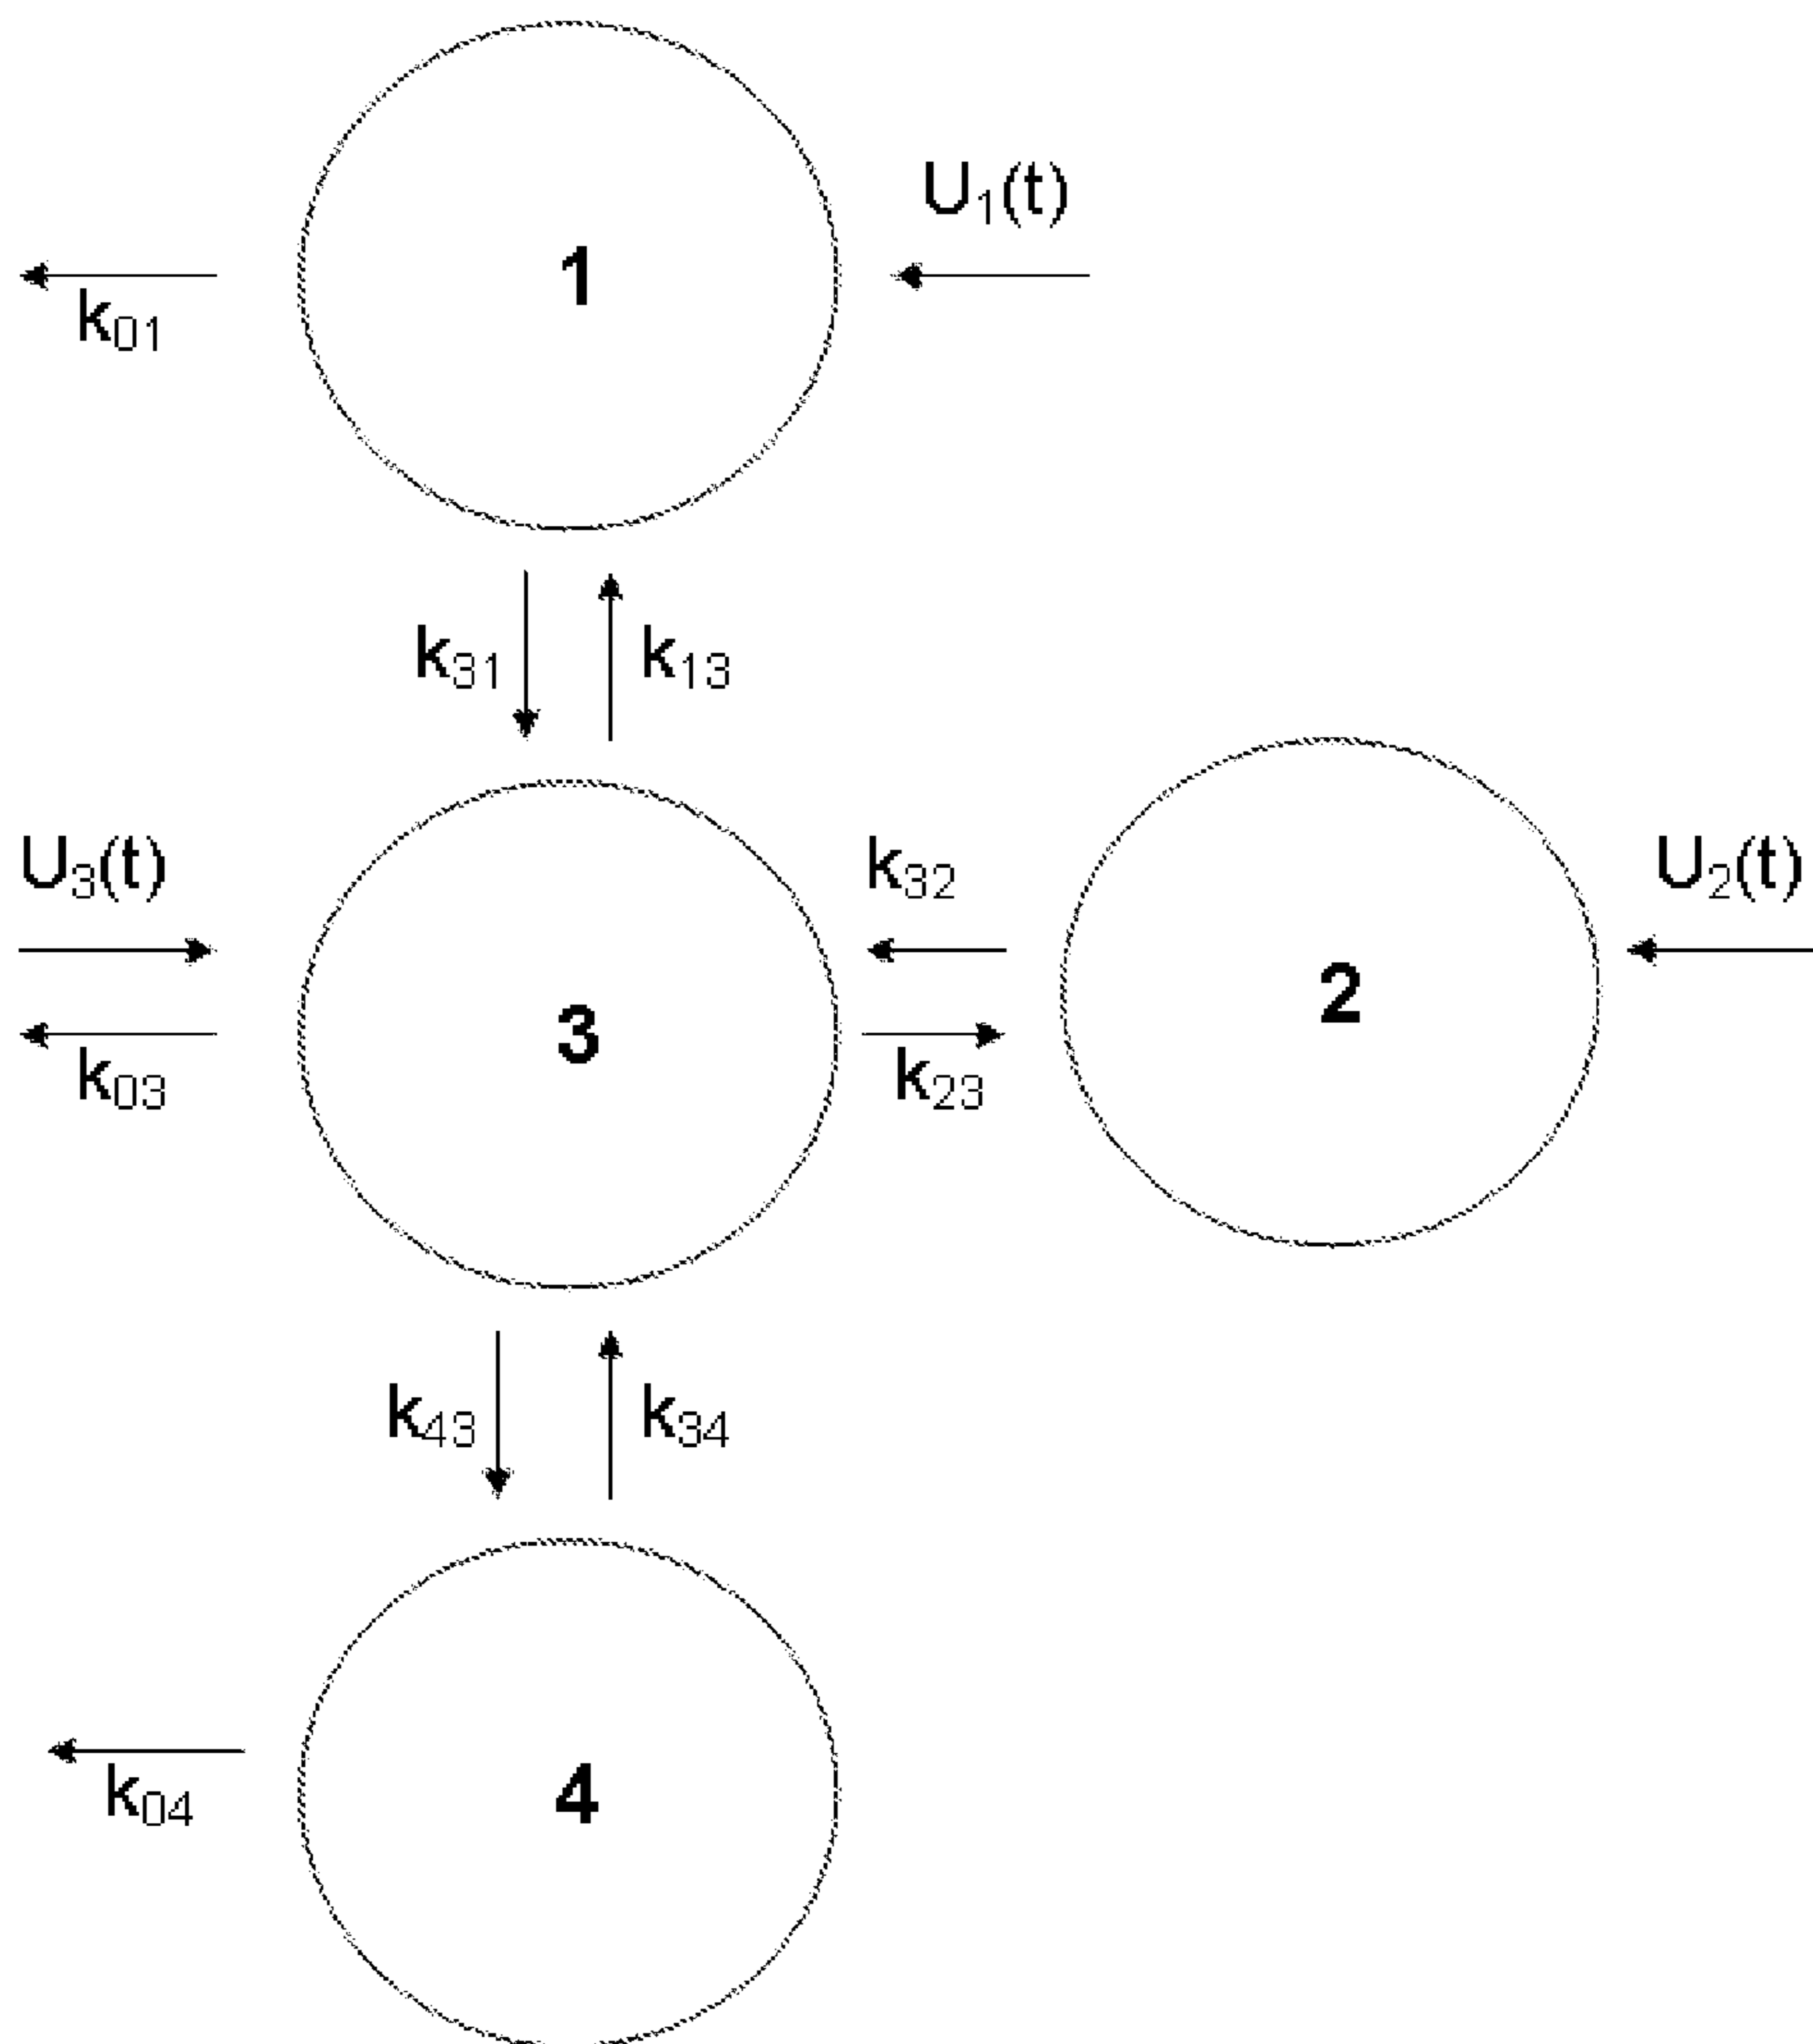 U₁(t)
1
k₀₁
k₃₁ k₁₃
U₃(t) k₃₂ U₂(t)
2
3
k₀₃ k₂₃
k₄₃ k₃₄
4
k₀₄